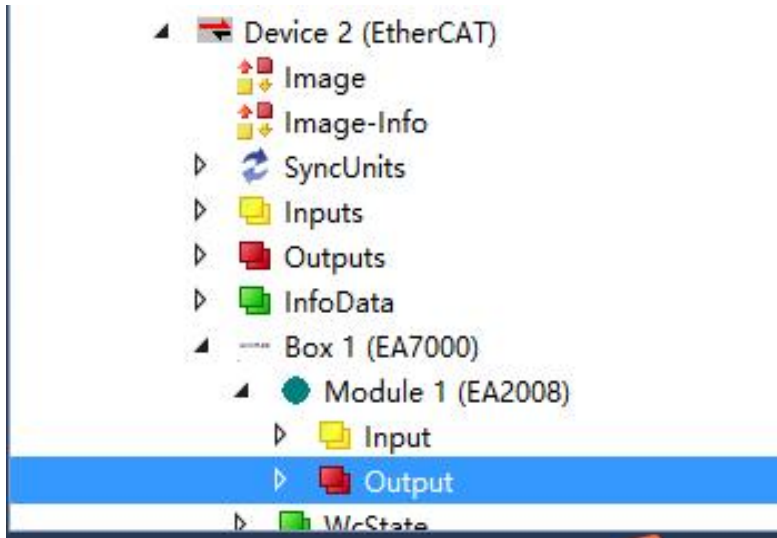 Device 2 (EtherCAT)
Image
Image-Info
SyncUnits
Inputs
Outputs
InfoData
Box 1 (EA7000)
Module 1 (EA2008)
Input
Output
WcState